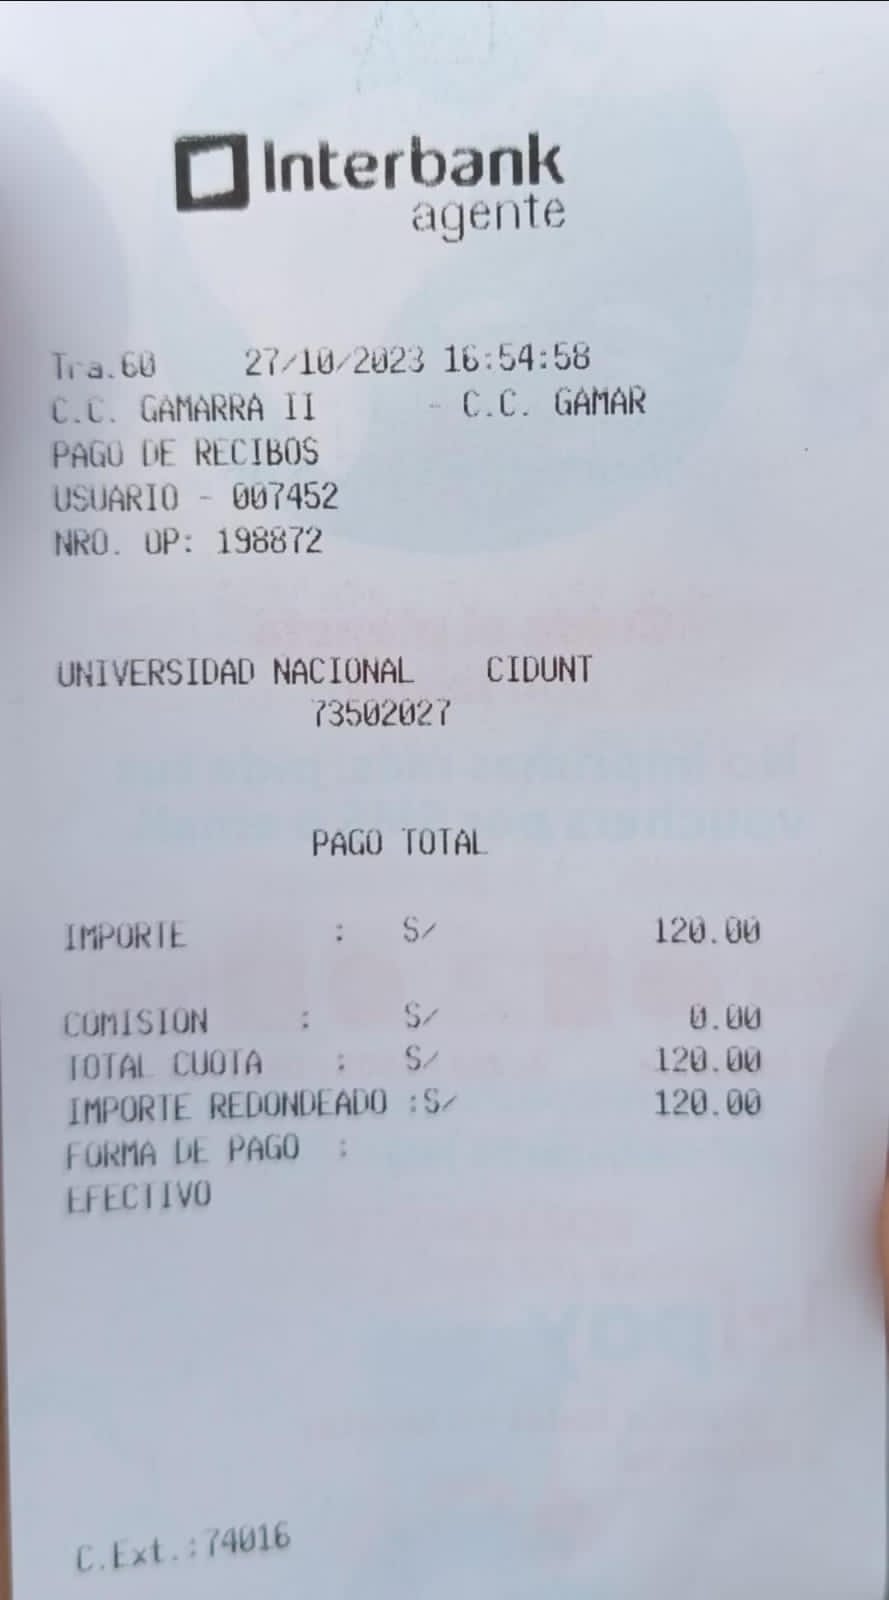 Interbank
agente
Tra.60 27/10/2023 16:54:58
C.C. GAMARRA II - C.C. GAMAR
PAGO DE RECIBOS
USUARIO - 007452
NRO. OP: 198872
UNIVERSIDAD NACIONAL CIDUNT
73502027
PAGO TOTAL
IMPORTE : S/ 120.00
COMISION : S/ 0.00
TOTAL CUOTA : S/ 120.00
IMPORTE REDONDEADO :S/ 120.00
FORMA DE PAGO :
EFECTIVO
C.Ext.:74016